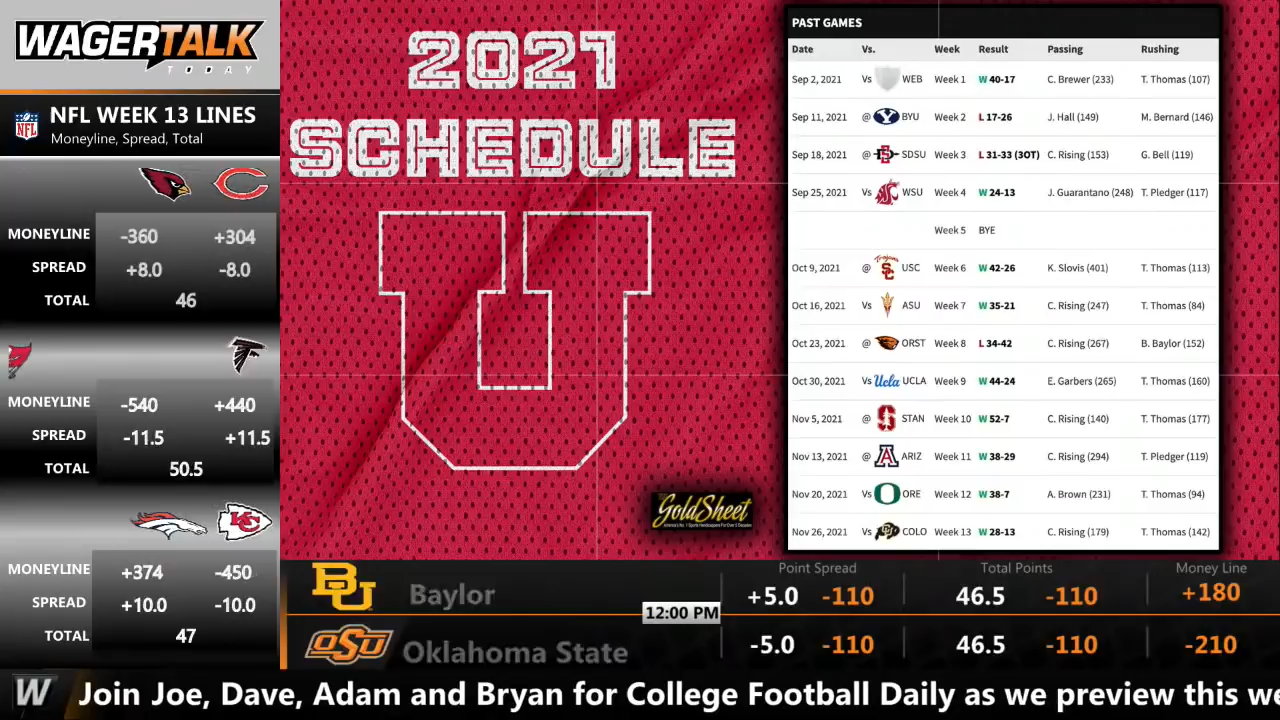 WAGERTALK
TODAY
NFL
NFL WEEK 13 LINES
Moneyline, Spread, Total
MONEYLINE -360 +304
SPREAD +8.0 -8.0
TOTAL 46
MONEYLINE -540 +440
SPREAD -11.5 +11.5
TOTAL 50.5
KC
MONEYLINE +374 -450
SPREAD +10.0 -10.0
TOTAL 47
2021
SCHEDULE
U
GoldSheet
PAST GAMES
Date Vs. Week Result Passing Rushing
Sep 2, 2021 Vs WEB Week 1 W 40-17 C. Brewer (233) T. Thomas (107)
Sep 11, 2021 @ Y BYU Week 2 L 17-26 J. Hall (149) M. Bernard (146)
Sep 18, 2021 @ SD SDSU Week 3 L 31-33 (3OT) C. Rising (153) G. Bell (119)
Sep 25, 2021 Vs WSU Week 4 W 24-13 J. Guarantano (248) T. Pledger (117)
Week 5 BYE
Oct 9, 2021 @ Trojans SC USC Week 6 W 42-26 K. Slovis (401) T. Thomas (113)
Oct 16, 2021 Vs ASU Week 7 W 35-21 C. Rising (247) T. Thomas (84)
Oct 23, 2021 @ ORST Week 8 L 34-42 C. Rising (267) B. Baylor (152)
Oct 30, 2021 Vs Ucla UCLA Week 9 W 44-24 E. Garbers (265) T. Thomas (160)
Nov 5, 2021 @ S STAN Week 10 W 52-7 C. Rising (140) T. Thomas (177)
Nov 13, 2021 @ A ARIZ Week 11 W 38-29 C. Rising (294) T. Pledger (119)
Nov 20, 2021 Vs O ORE Week 12 W 38-7 A. Brown (231) T. Thomas (94)
Nov 26, 2021 Vs CU COLO Week 13 W 28-13 C. Rising (179) T. Thomas (142)
Point Spread Total Points Money Line
BU Baylor +5.0 -110 46.5 -110 +180
12:00 PM
OSU Oklahoma State -5.0 -110 46.5 -110 -210
W Join Joe, Dave, Adam and Bryan for College Football Daily as we preview this we